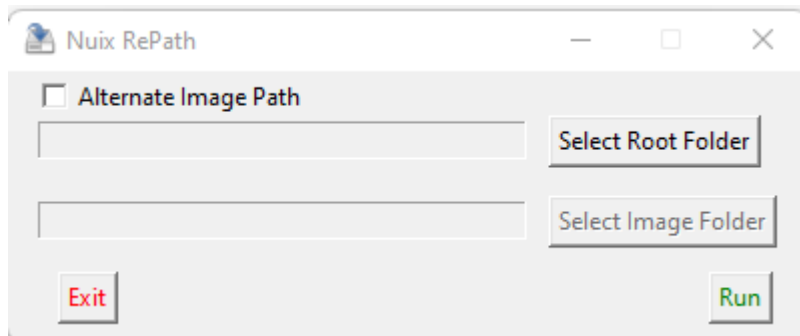 Nuix RePath
Alternate Image Path
Select Root Folder
Select Image Folder
Exit Run